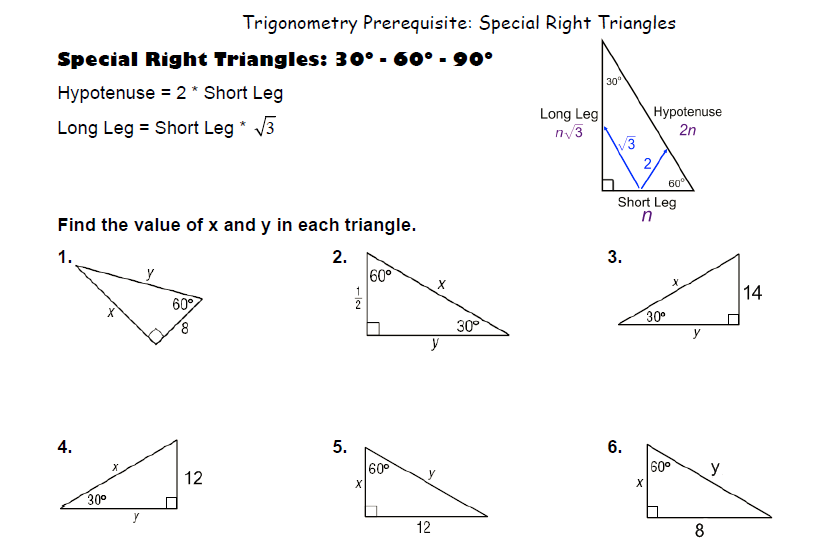 Trigonometry Prerequisite: Special Right Triangles
Special Right Triangles: 30° - 60° - 90°
Hypotenuse = 2 * Short Leg
Long Leg = Short Leg * √3
30°
Long Leg
n√3
Hypotenuse
2n
√3
2
60°
Short Leg
n
Find the value of x and y in each triangle.
1.
y
60°
x
8
2.
60°
x
1/2
30°
y
3.
x
14
30°
y
4.
x
12
30°
y
5.
60°
y
x
12
6.
60°
y
x
8